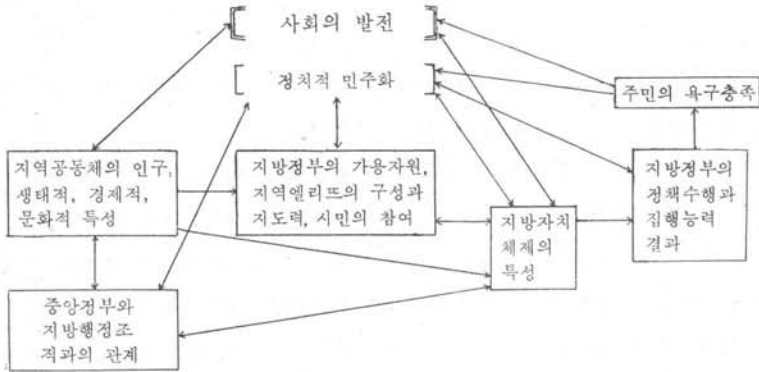 사회의 발전
정치적 민주화
주민의 욕구충족
지역공동체의 인구,
생태적, 경제적,
문화적 특성
지방정부의 가용자원,
지역엘리뜨의 구성과
지도력, 시민의 참여
지방자치
체제의
특성
지방정부의
정책수행과
집행능력
결과
중앙정부와
지방행정조
직과의 관계